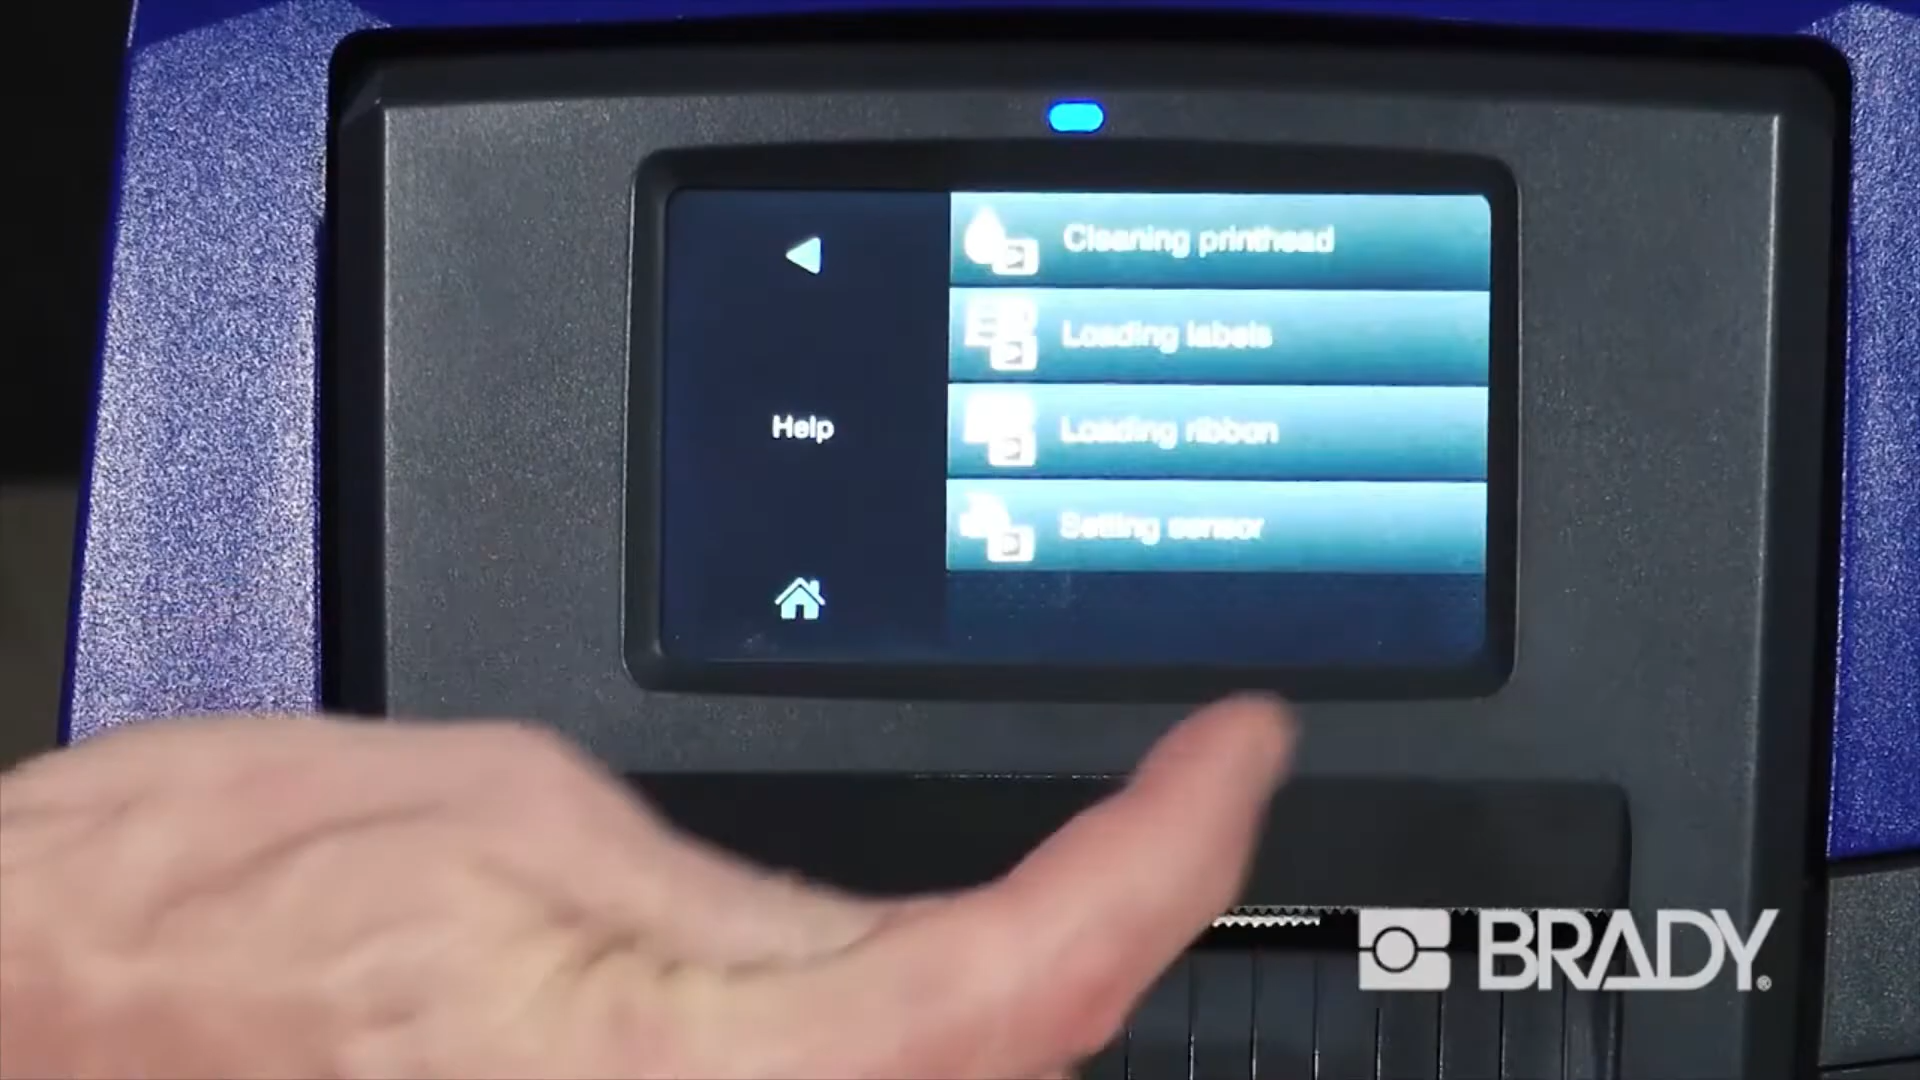 Cleaning printhead
Loading labels
Help
Loading ribbon
Setting sensor
BRADY